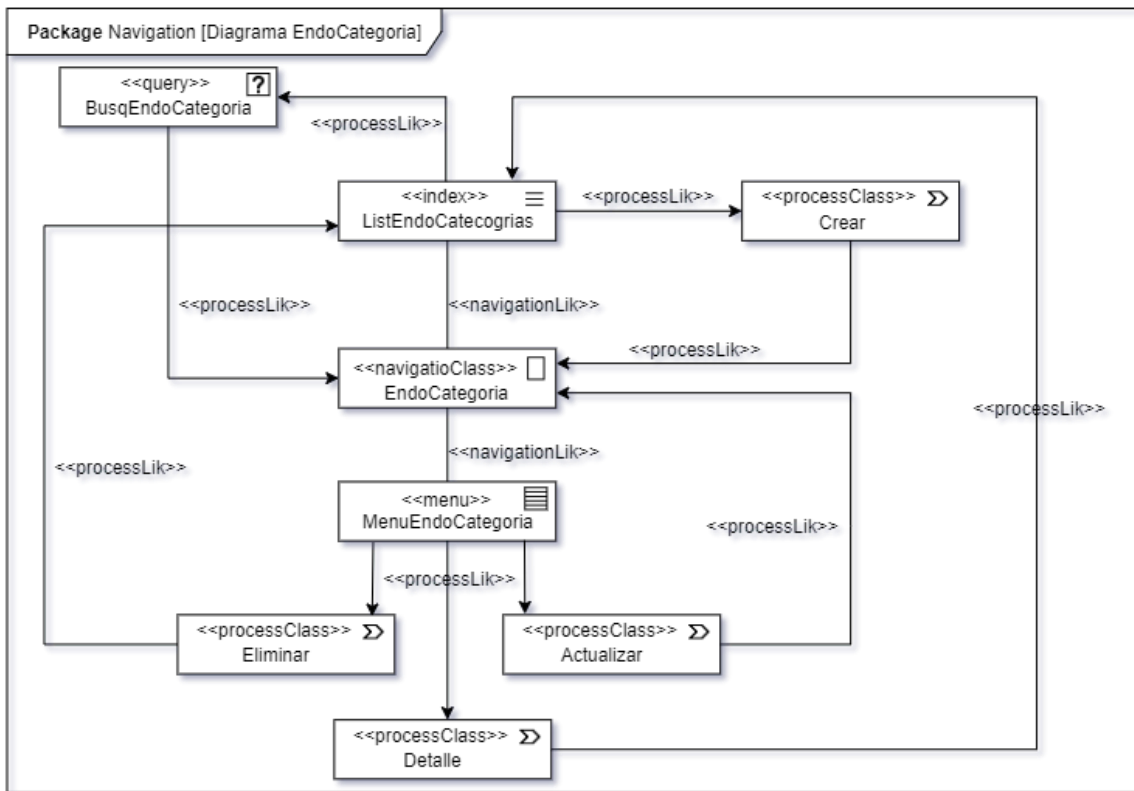 Package Navigation [Diagrama EndoCategoria]
<<query>>
?
BusqEndoCategoria
<<processLik>>
<<index>>
ListEndoCatecogrias
<<processLik>>
<<processClass>>
Crear
<<processLik>>
<<navigationLik>>
<<processLik>>
<<navigatioClass>>
EndoCategoria
<<processLik>>
<<navigationLik>>
<<processLik>>
<<menu>>
MenuEndoCategoria
<<processLik>>
<<processLik>>
<<processClass>>
Eliminar
<<processClass>>
Actualizar
<<processClass>>
Detalle